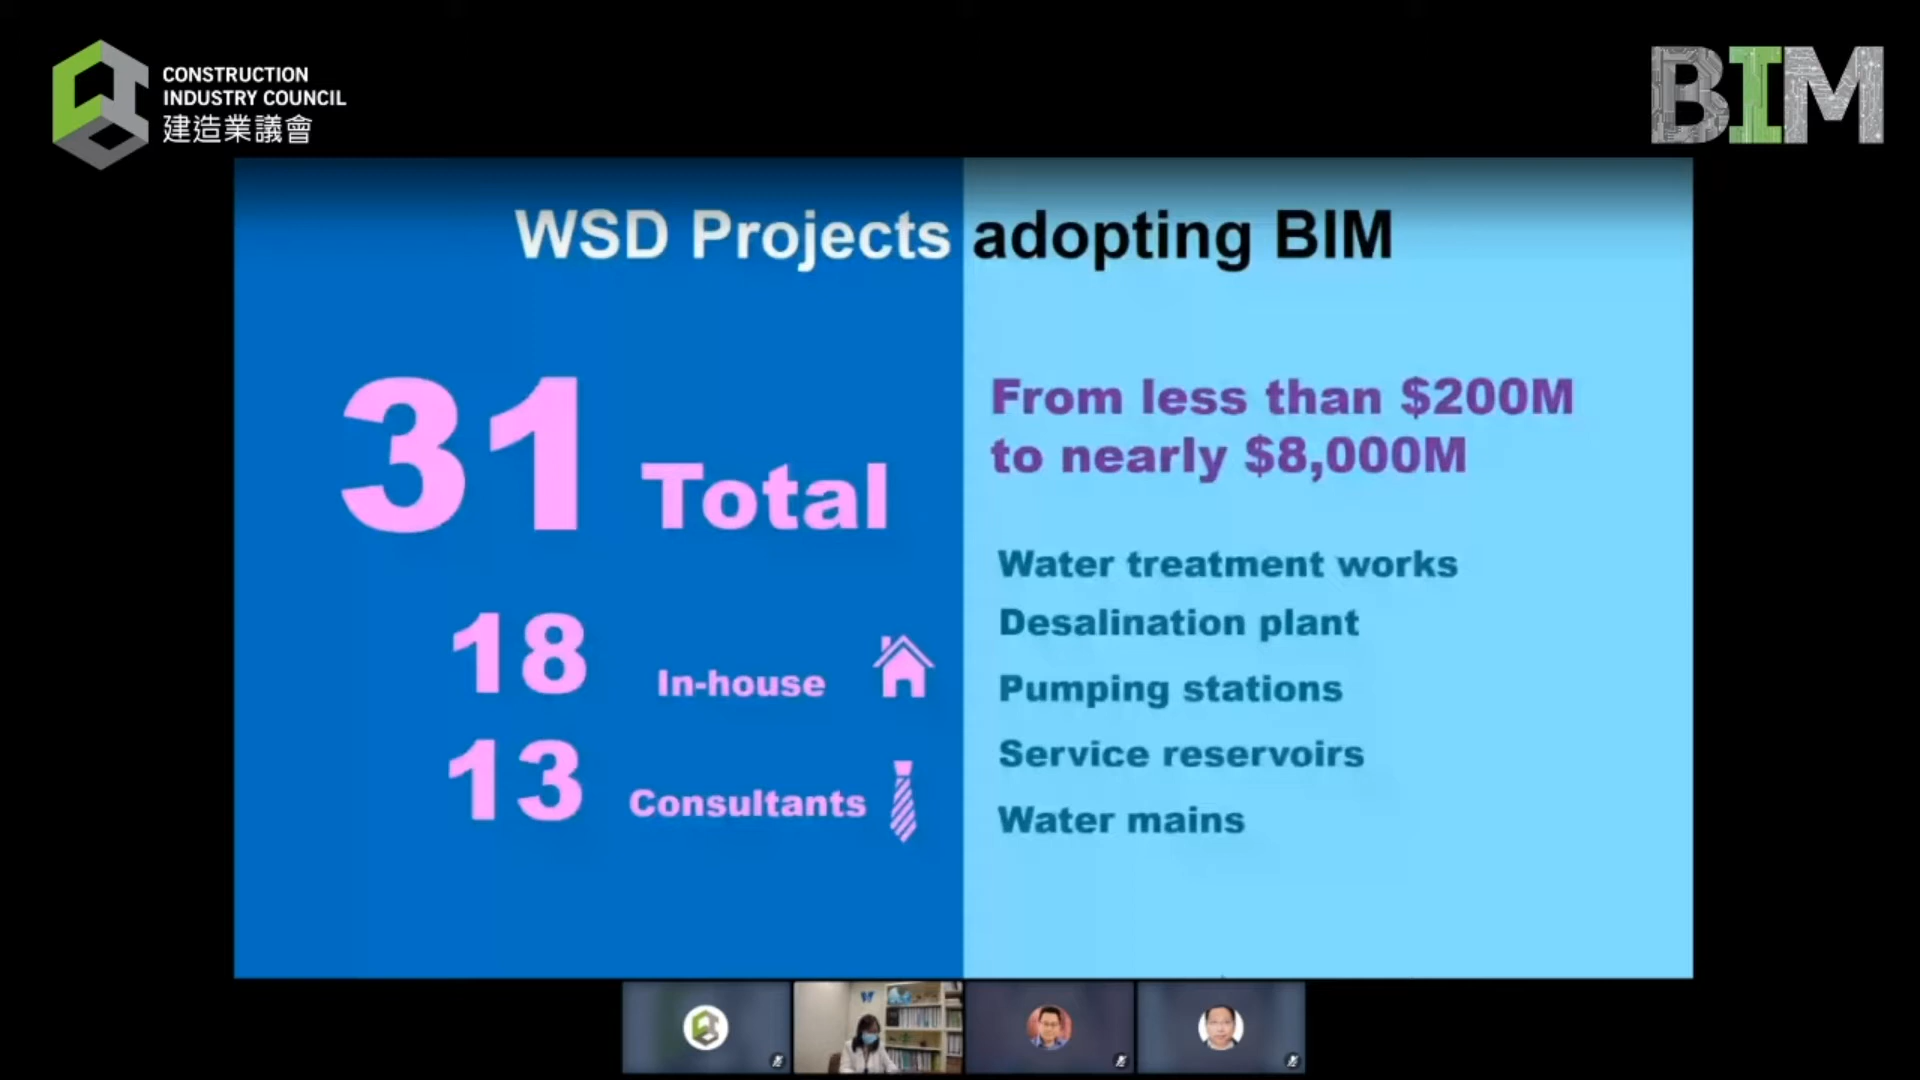 CONSTRUCTION
INDUSTRY COUNCIL
建造業議會
BIM
WSD Projects adopting BIM
31 Total
18 In-house
13 Consultants
From less than $200M
to nearly $8,000M
Water treatment works
Desalination plant
Pumping stations
Service reservoirs
Water mains